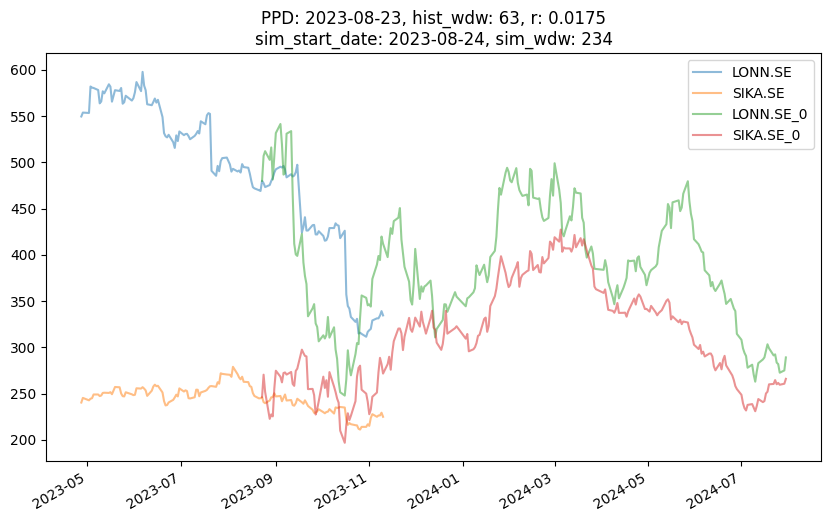 PPD: 2023-08-23, hist_wdw: 63, r: 0.0175
sim_start_date: 2023-08-24, sim_wdw: 234
LONN.SE
SIKA.SE
LONN.SE_0
SIKA.SE_0
600
550
500
450
400
350
300
250
200
2023-05
2023-07
2023-09
2023-11
2024-01
2024-03
2024-05
2024-07